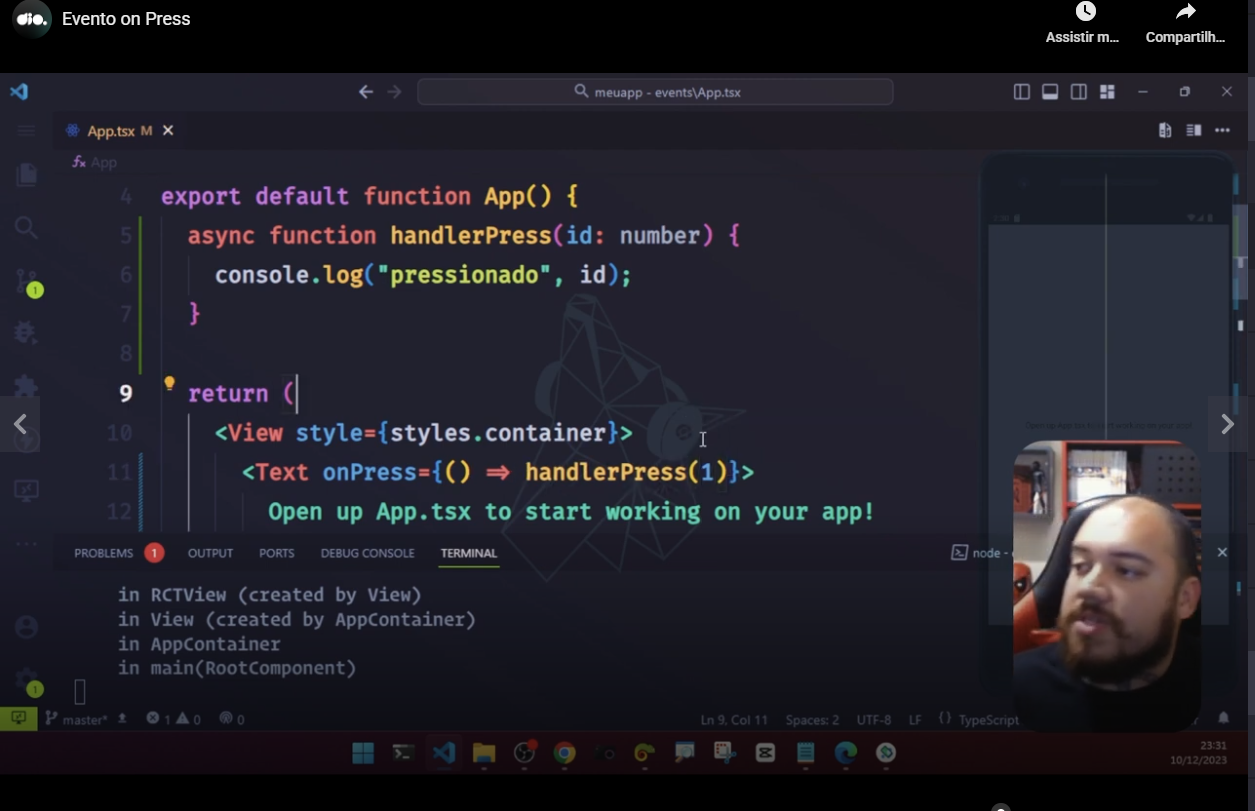 dio.
Evento on Press
Assistir m...
Compartilh...
meuapp - events\App.tsx
App.tsx M
App
4 export default function App() {
5 async function handlerPress(id: number) {
6 console.log("pressionado", id);
7 }
8
9 return (
10 <View style={styles.container}>
11 <Text onPress={() => handlerPress(1)}>
12 Open up App.tsx to start working on your app!
PROBLEMS 1 OUTPUT PORTS DEBUG CONSOLE TERMINAL
node -
in RCTView (created by View)
in View (created by AppContainer)
in AppContainer
in main(RootComponent)
1
1
master* 1 0 0
Ln 9, Col 11 Spaces: 2 UTF-8 LF {} TypeScript
23:31
10/12/2023